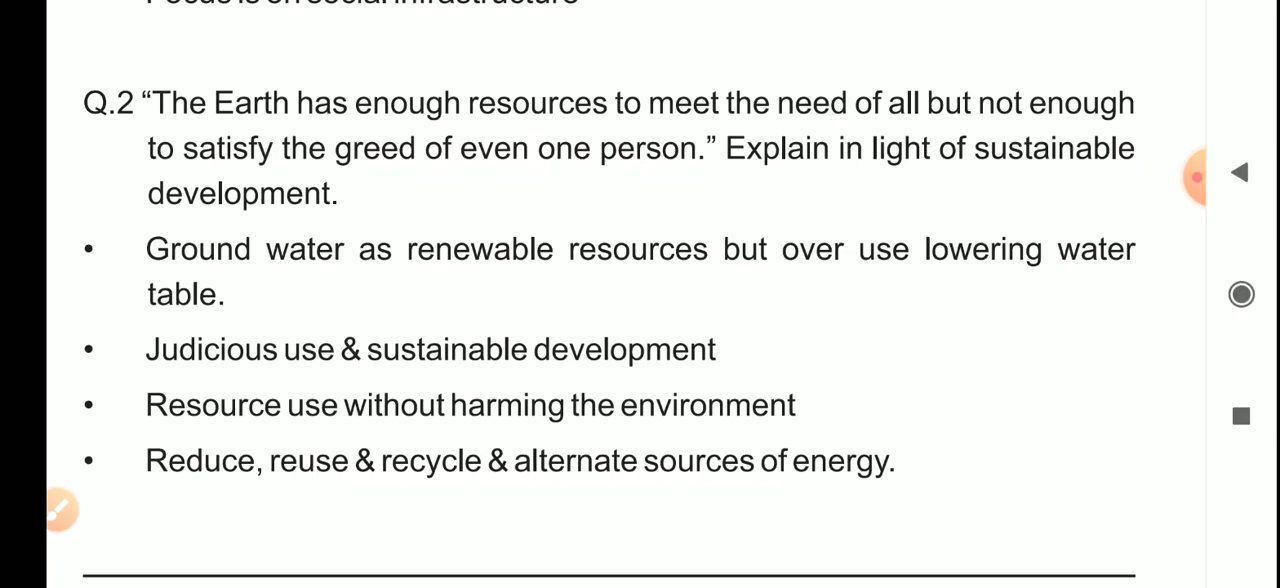 Q.2 “The Earth has enough resources to meet the need of all but not enough
to satisfy the greed of even one person.” Explain in light of sustainable
development.
• Ground water as renewable resources but over use lowering water
table.
• Judicious use & sustainable development
• Resource use without harming the environment
• Reduce, reuse & recycle & alternate sources of energy.